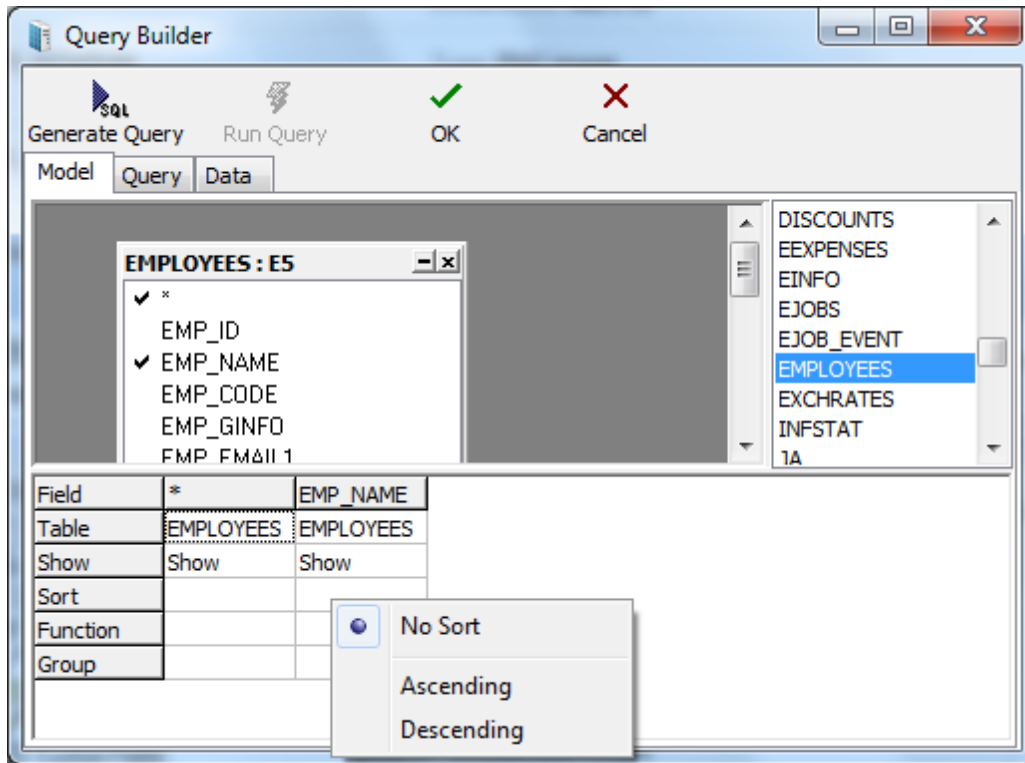 Query Builder
SQL
Generate Query Run Query OK Cancel
Model Query Data
EMPLOYEES : E5
*
EMP_ID
EMP_NAME
EMP_CODE
EMP_GINFO
EMP_EMAIL1
DISCOUNTS
EEXPENSES
EINFO
EJOBS
EJOB_EVENT
EMPLOYEES
EXCHRATES
INFSTAT
JA
Field * EMP_NAME
Table EMPLOYEES EMPLOYEES
Show Show Show
Sort
Function
Group
No Sort
Ascending
Descending